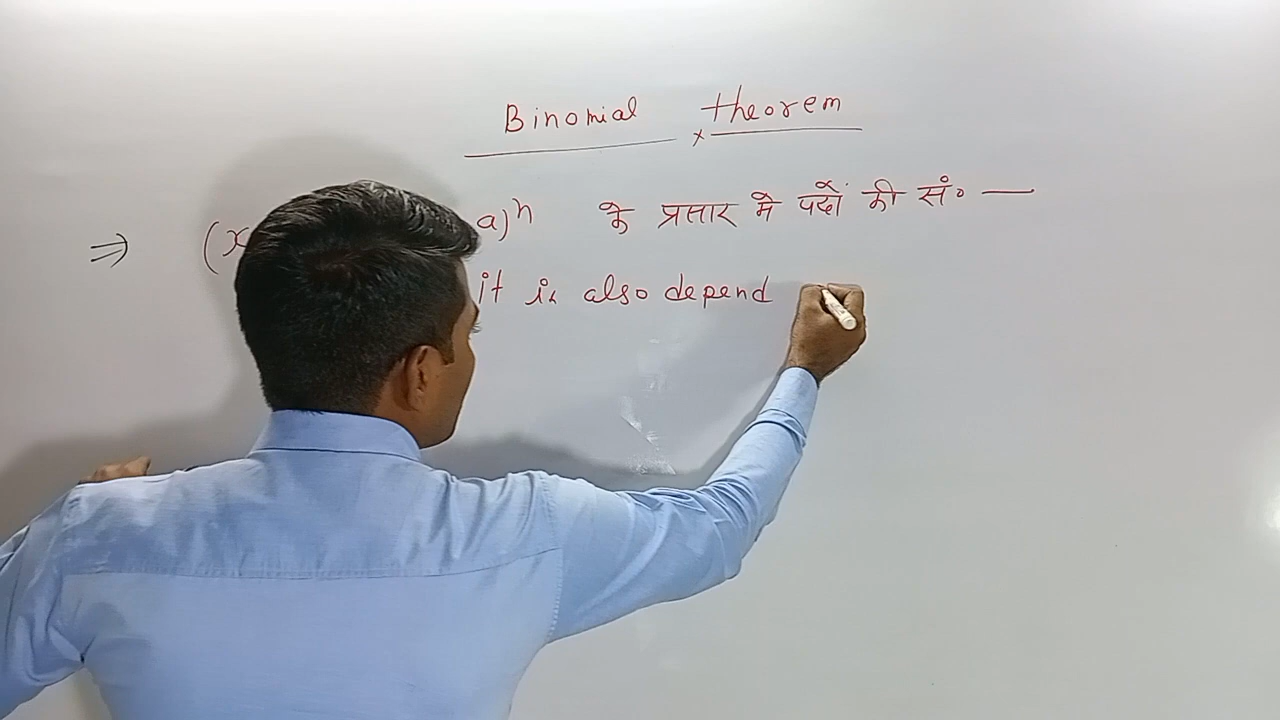 Binomial theorem
⇒ (x a)ⁿ के प्रसार मे पदों की सं० —
it is also depend